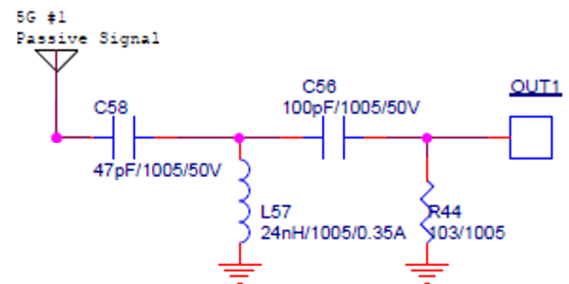 5G #1
Passive Signal
C58
47pF/1005/50V
C56
100pF/1005/50V
OUT1
L57
24nH/1005/0.35A
R44
103/1005